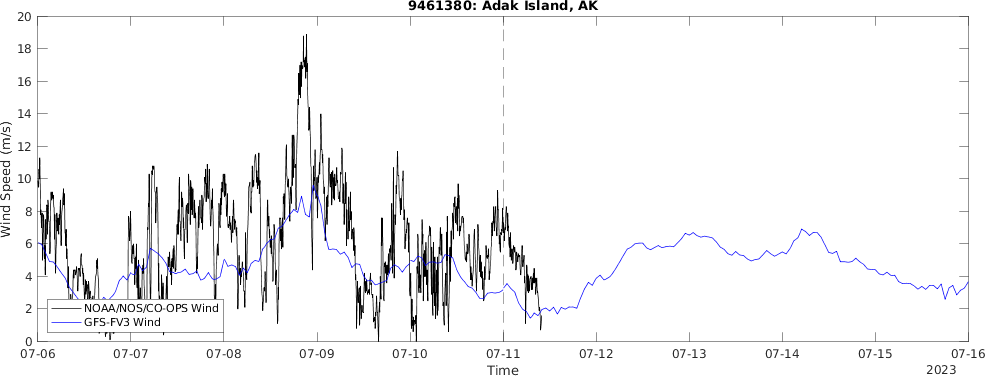 9461380: Adak Island, AK
20
18
16
14
12
10
8
6
4
2
0
Wind Speed (m/s)
NOAA/NOS/CO-OPS Wind
GFS-FV3 Wind
07-06 07-07 07-08 07-09 07-10 07-11 07-12 07-13 07-14 07-15 07-16
Time
2023